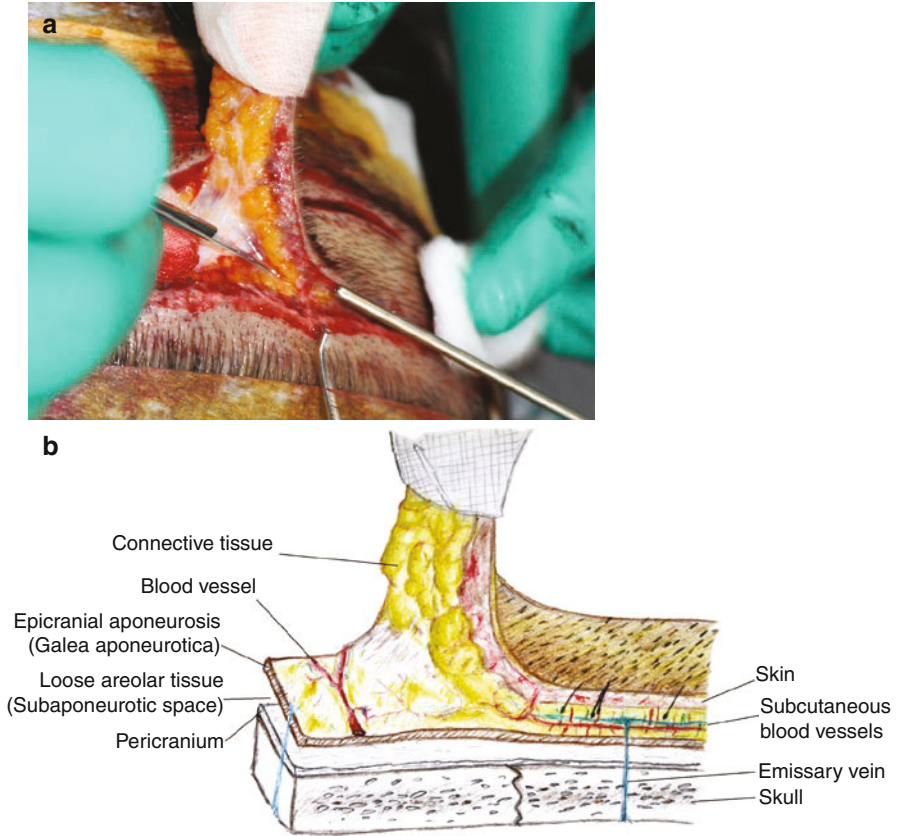 a
b
Connective tissue
Blood vessel
Epicranial aponeurosis
(Galea aponeurotica)
Loose areolar tissue
(Subaponeurotic space)
Pericranium
Skin
Subcutaneous
blood vessels
Emissary vein
Skull